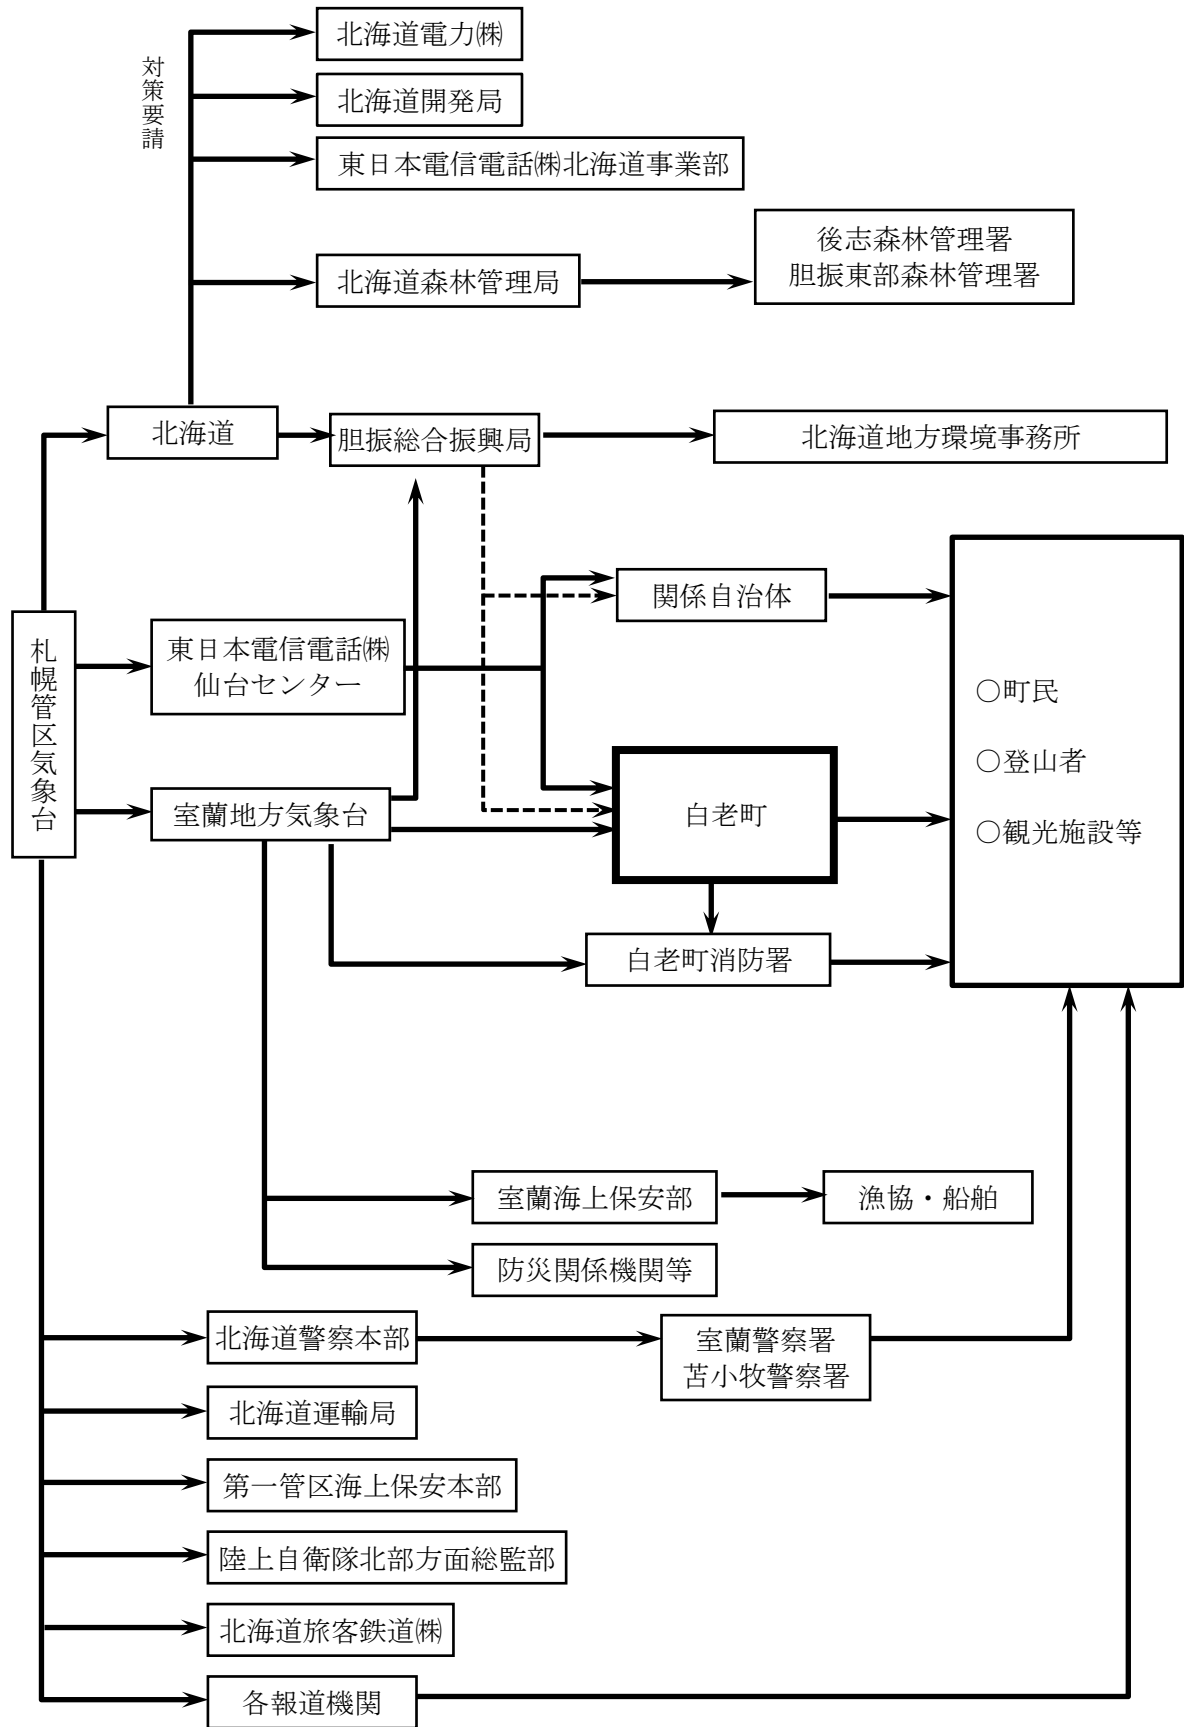 北海道電力㈱
対策要請
北海道開発局
東日本電信電話㈱北海道事業部
後志森林管理署
胆振東部森林管理署
北海道森林管理局
北海道
胆振総合振興局
北海道地方環境事務所
関係自治体
札幌管区気象台
東日本電信電話㈱
仙台センター
○町民
○登山者
○観光施設等
室蘭地方気象台
白老町
白老町消防署
室蘭海上保安部
漁協・船舶
防災関係機関等
北海道警察本部
室蘭警察署
苫小牧警察署
北海道運輸局
第一管区海上保安本部
陸上自衛隊北部方面総監部
北海道旅客鉄道㈱
各報道機関